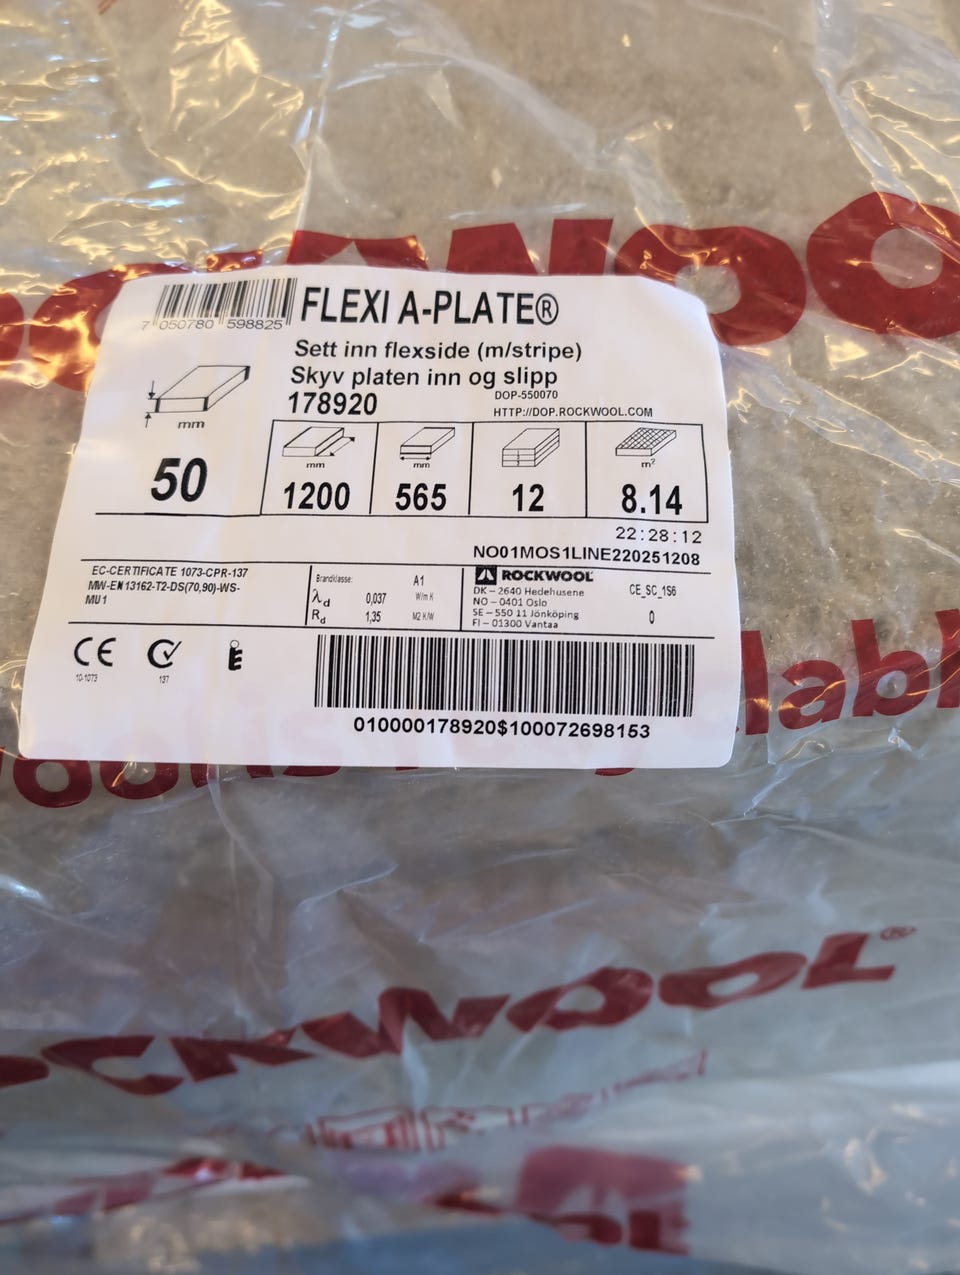 ROCKWOOL
7 050780 598825
FLEXI A-PLATE®
Sett inn flexside (m/stripe)
Skyv platen inn og slipp
DOP-550070
178920
HTTP://DOP.ROCKWOOL.COM
mm
mm
mm
m²
50
1200
565
12
8.14
22:28:12
NO01MOS1LINE220251208
EC-CERTIFICATE 1073-CPR-137
MW-EN13162-T2-DS(70,90)-WS-
MU1
Brandklasse: A1
λd 0,037 W/m K
Rd 1,35 M2 K/W
ROCKWOOL
DK – 2640 Hedehusene
NO – 0401 Oslo
SE – 550 11 Jönköping
FI – 01300 Vantaa
CE_SC_1S6
0
CE
10-1073
137
010000178920$100072698153
ROCKWOOL®